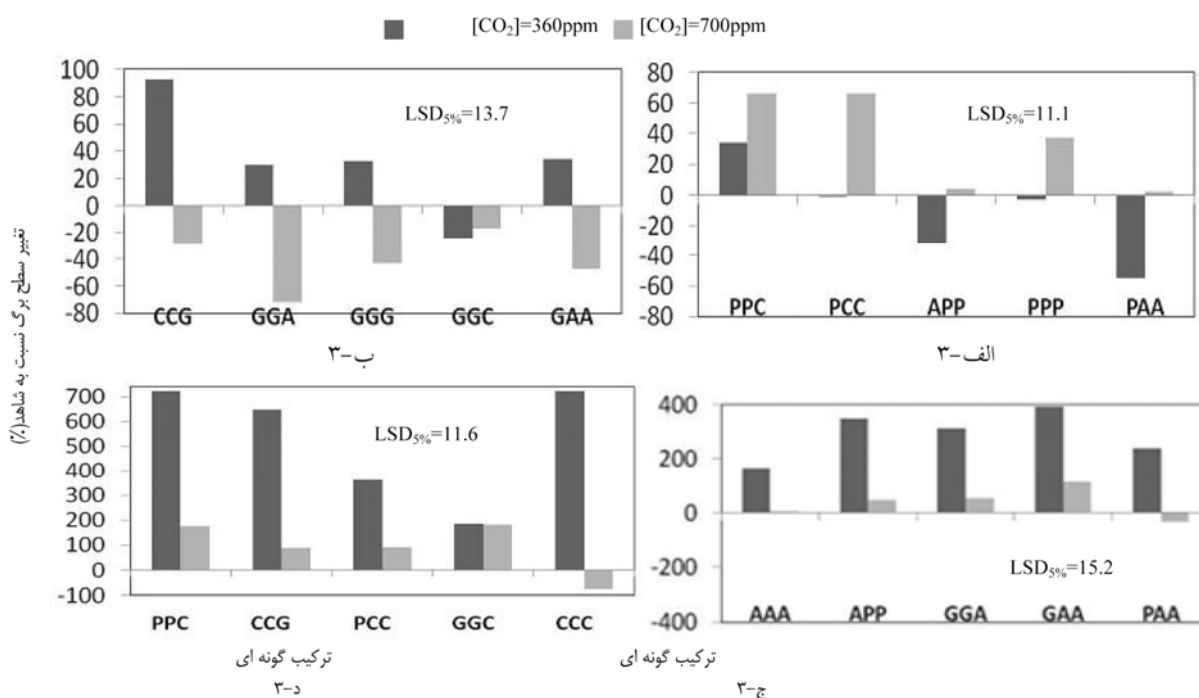 [CO₂]=360ppm [CO₂]=700ppm
تغییر سطح برگ نسبت به شاهد(%)
100
80
60
40
20
0
-20
-40
-60
-80
LSD5%=13.7
CCG GGA GGG GGC GAA
ب-۳
80
60
40
20
0
-20
-40
-60
-80
LSD5%=11.1
PPC PCC APP PPP PAA
الف-۳
700
600
500
400
300
200
100
0
-100
LSD5%=11.6
PPC CCG PCC GGC CCC
ترکیب گونه ای
د-۳
400
200
0
-200
-400
LSD5%=15.2
AAA APP GGA GAA PAA
ترکیب گونه ای
ج-۳